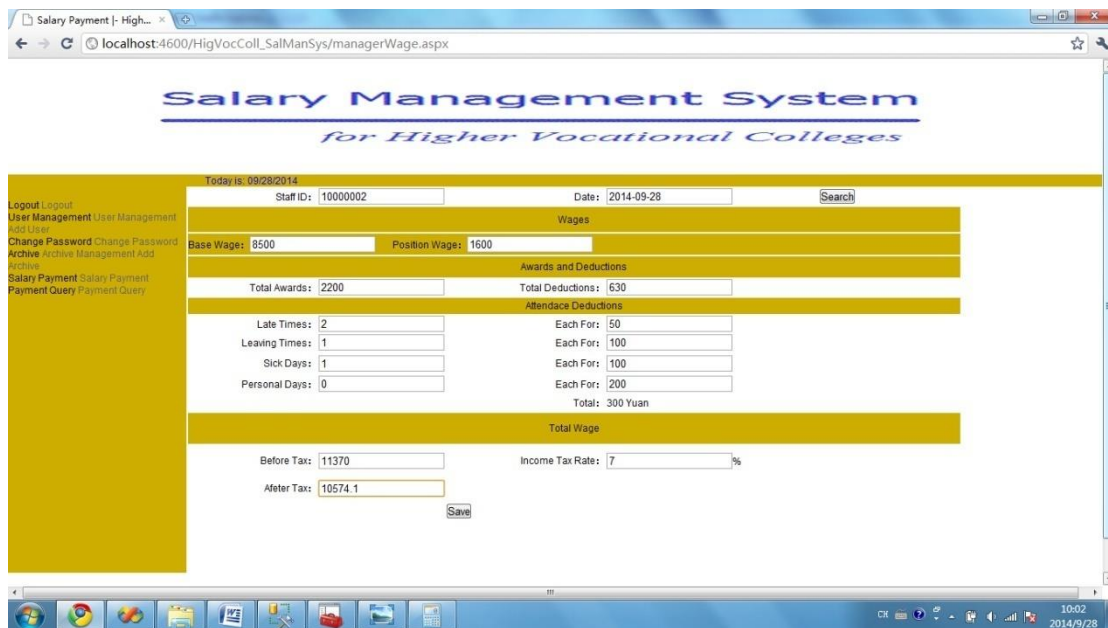 Salary Payment |- High...
localhost:4600/HigVocColl_SalManSys/managerWage.aspx
Salary Management System
for Higher Vocational Colleges
Today is: 09/28/2014
Logout Logout
User Management User Management
Add User
Change Password Change Password
Archive Archive Management Add
Archive
Salary Payment Salary Payment
Payment Query Payment Query
Staff ID: 10000002 Date: 2014-09-28 Search
Wages
Base Wage: 8500 Position Wage: 1600
Awards and Deductions
Total Awards: 2200 Total Deductions: 630
Attendace Deductions
Late Times: 2 Each For: 50
Leaving Times: 1 Each For: 100
Sick Days: 1 Each For: 100
Personal Days: 0 Each For: 200
Total: 300 Yuan
Total Wage
Before Tax: 11370 Income Tax Rate: 7 %
Afeter Tax: 10574.1
Save
CH 10:02
2014/9/28